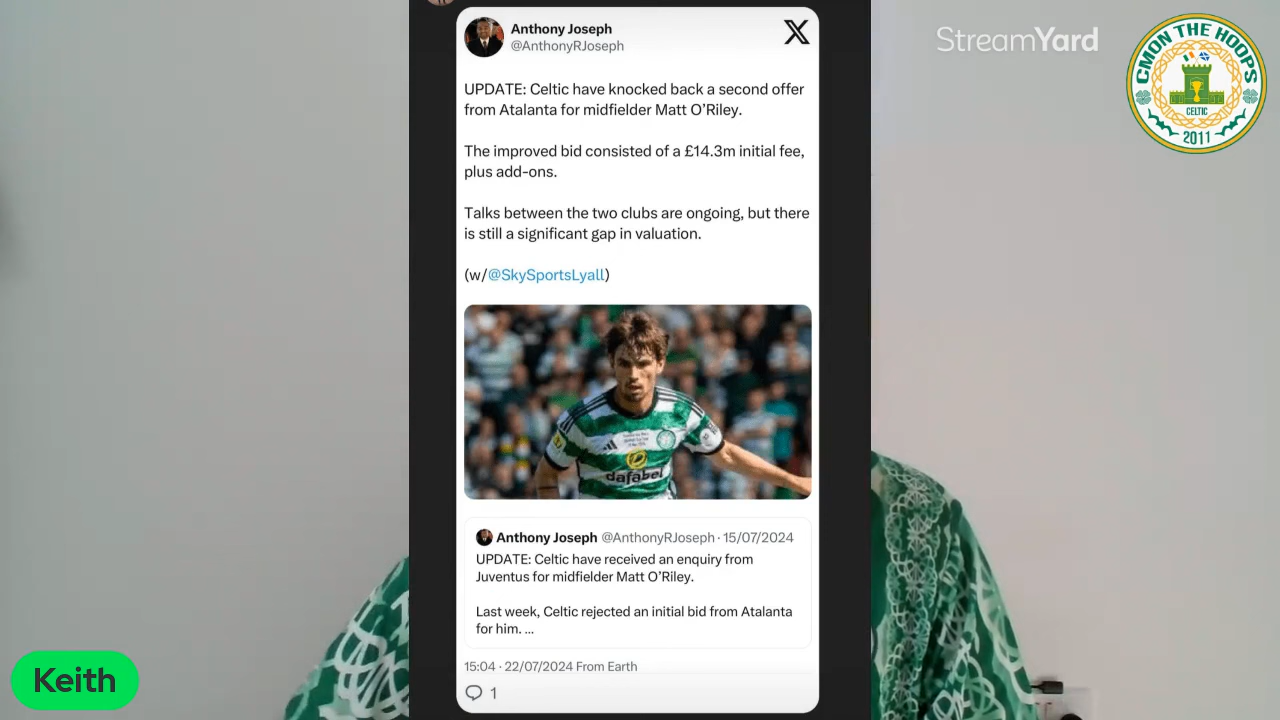 Anthony Joseph
@AnthonyRJoseph
UPDATE: Celtic have knocked back a second offer
from Atalanta for midfielder Matt O’Riley.
The improved bid consisted of a £14.3m initial fee,
plus add-ons.
Talks between the two clubs are ongoing, but there
is still a significant gap in valuation.
(w/@SkySportsLyall)
dafabet
Anthony Joseph @AnthonyRJoseph · 15/07/2024
UPDATE: Celtic have received an enquiry from
Juventus for midfielder Matt O’Riley.
Last week, Celtic rejected an initial bid from Atalanta
for him. ...
15:04 · 22/07/2024 From Earth
1
StreamYard
CMON THE HOOPS
CELTIC
2011
Keith